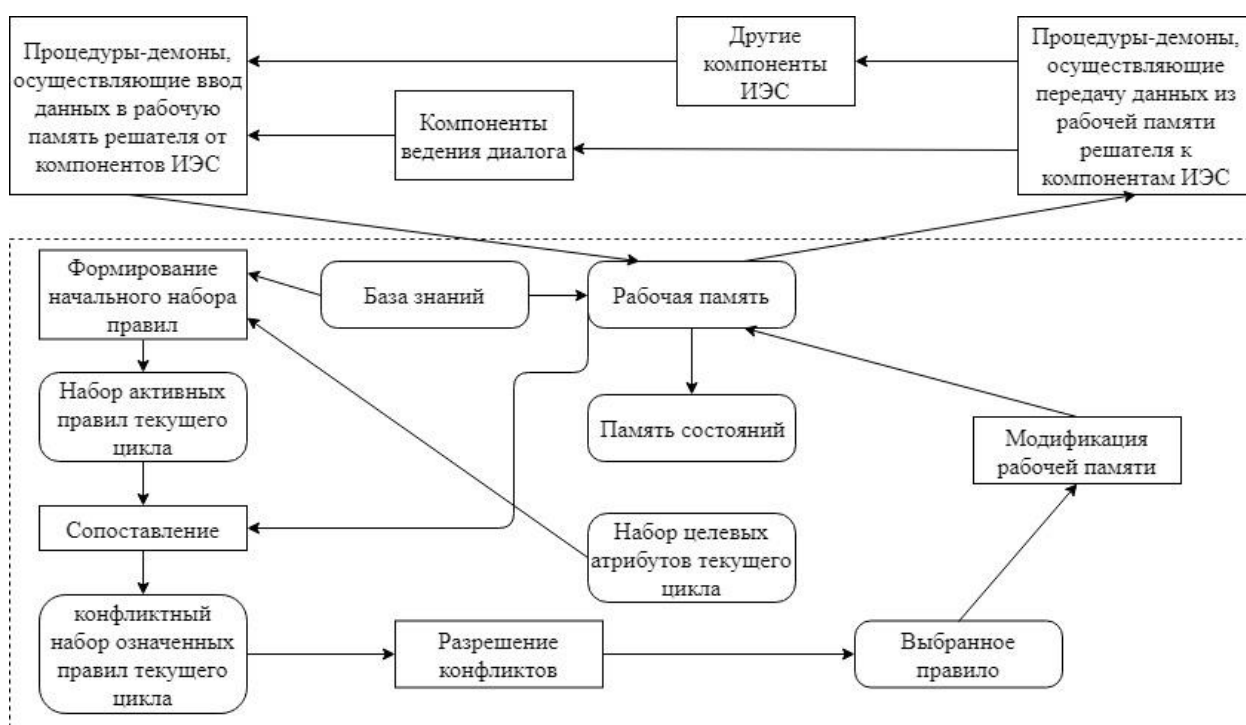 Процедуры-демоны,
осуществляющие ввод
данных в рабочую
память решателя от
компонентов ИЭС
Другие
компоненты
ИЭС
Компоненты
ведения диалога
Процедуры-демоны,
осуществляющие
передачу данных из
рабочей памяти
решателя к
компонентам ИЭС
Формирование
начального набора
правил
База знаний
Рабочая память
Набор активных
правил текущего
цикла
Память состояний
Модификация
рабочей памяти
Сопоставление
Набор целевых
атрибутов текущего
цикла
конфликтный
набор означенных
правил текущего
цикла
Разрешение
конфликтов
Выбранное
правило